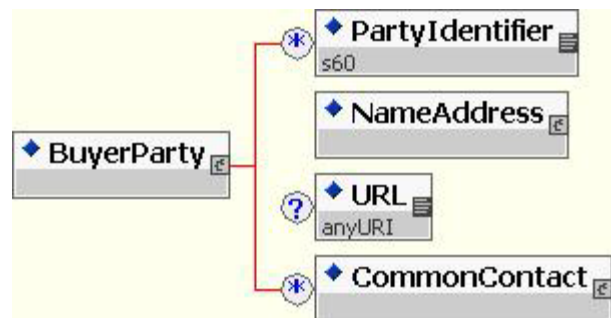 PartyIdentifier
s60
NameAddress
BuyerParty
URL
?
anyURI
CommonContact